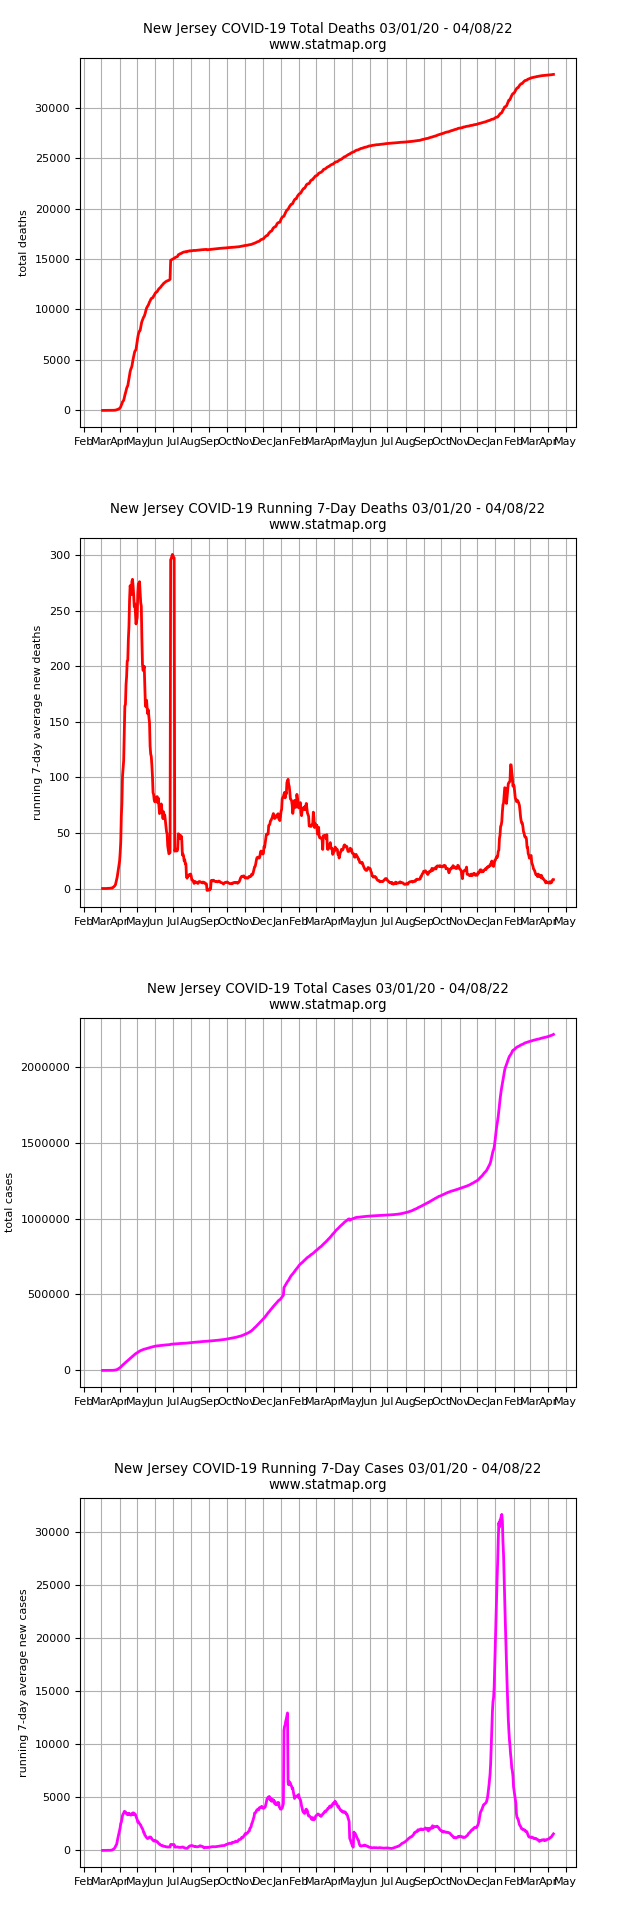 New Jersey COVID-19 Total Deaths 03/01/20 - 04/08/22
www.statmap.org
total deaths
30000
25000
20000
15000
10000
5000
0
Feb Mar Apr May Jun Jul Aug Sep Oct Nov Dec Jan Feb Mar Apr May Jun Jul Aug Sep Oct Nov Dec Jan Feb Mar Apr May
New Jersey COVID-19 Running 7-Day Deaths 03/01/20 - 04/08/22
www.statmap.org
running 7-day average new deaths
300
250
200
150
100
50
0
Feb Mar Apr May Jun Jul Aug Sep Oct Nov Dec Jan Feb Mar Apr May Jun Jul Aug Sep Oct Nov Dec Jan Feb Mar Apr May
New Jersey COVID-19 Total Cases 03/01/20 - 04/08/22
www.statmap.org
total cases
2000000
1500000
1000000
500000
0
Feb Mar Apr May Jun Jul Aug Sep Oct Nov Dec Jan Feb Mar Apr May Jun Jul Aug Sep Oct Nov Dec Jan Feb Mar Apr May
New Jersey COVID-19 Running 7-Day Cases 03/01/20 - 04/08/22
www.statmap.org
running 7-day average new cases
30000
25000
20000
15000
10000
5000
0
Feb Mar Apr May Jun Jul Aug Sep Oct Nov Dec Jan Feb Mar Apr May Jun Jul Aug Sep Oct Nov Dec Jan Feb Mar Apr May